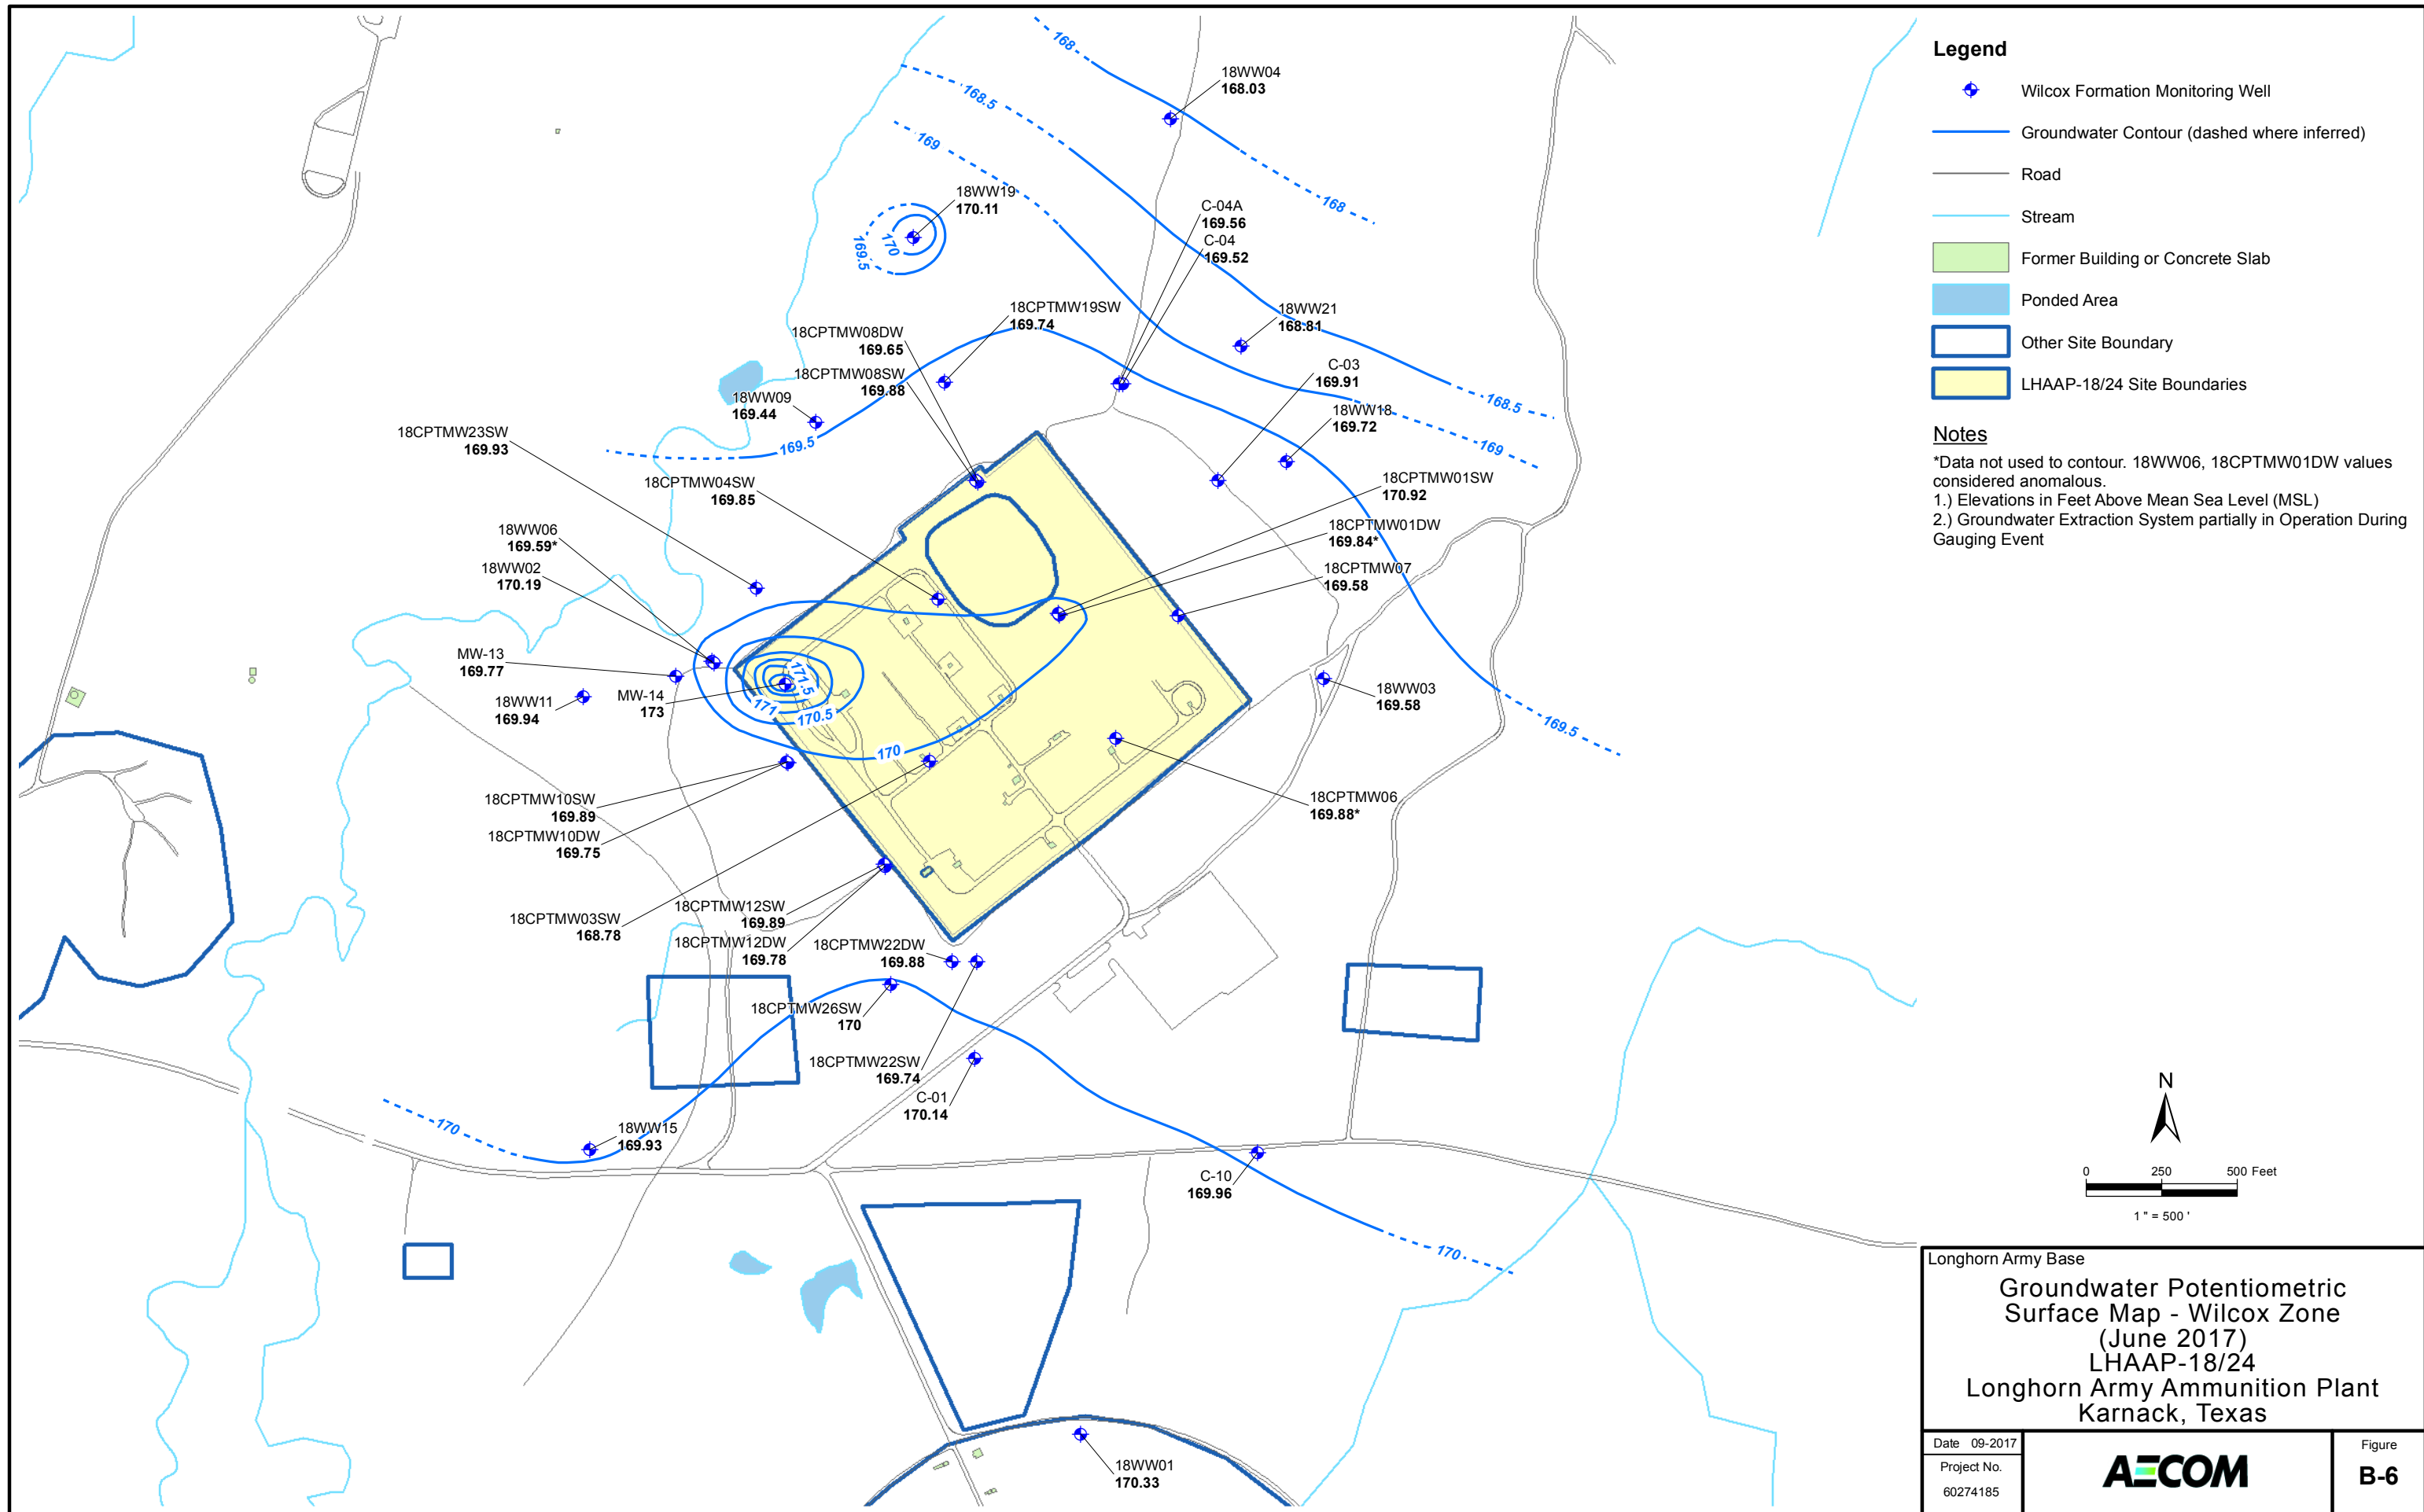 168
18WW04
168.03
168.5
169
168
18WW19
170.11
170
169.5
C-04A
169.56
C-04
169.52
18CPTMW19SW
169.74
18CPTMW08DW
169.65
18CPTMW08SW
169.88
18WW21
168.81
C-03
169.91
18WW09
169.44
18WW18
169.72
168.5
169
169.5
18CPTMW23SW
169.93
18CPTMW04SW
169.85
18CPTMW01SW
170.92
18CPTMW01DW
169.84*
18CPTMW07
169.58
18WW06
169.59*
18WW02
170.19
MW-13
169.77
18WW11
169.94
MW-14
173
171.5
171
170.5
170
18WW03
169.58
169.5
18CPTMW10SW
169.89
18CPTMW10DW
169.75
18CPTMW06
169.88*
18CPTMW03SW
168.78
18CPTMW12SW
169.89
18CPTMW12DW
169.78
18CPTMW22DW
169.88
18CPTMW26SW
170
18CPTMW22SW
169.74
C-01
170.14
170
18WW15
169.93
C-10
169.96
170
18WW01
170.33
Legend
Wilcox Formation Monitoring Well
Groundwater Contour (dashed where inferred)
Road
Stream
Former Building or Concrete Slab
Ponded Area
Other Site Boundary
LHAAP-18/24 Site Boundaries
Notes
*Data not used to contour. 18WW06, 18CPTMW01DW values
considered anomalous.
1.) Elevations in Feet Above Mean Sea Level (MSL)
2.) Groundwater Extraction System partially in Operation During
Gauging Event
N
0 250 500 Feet
1 " = 500 '
Longhorn Army Base
Groundwater Potentiometric
Surface Map - Wilcox Zone
(June 2017)
LHAAP-18/24
Longhorn Army Ammunition Plant
Karnack, Texas
Date 09-2017
Project No.
60274185
AECOM
Figure
B-6